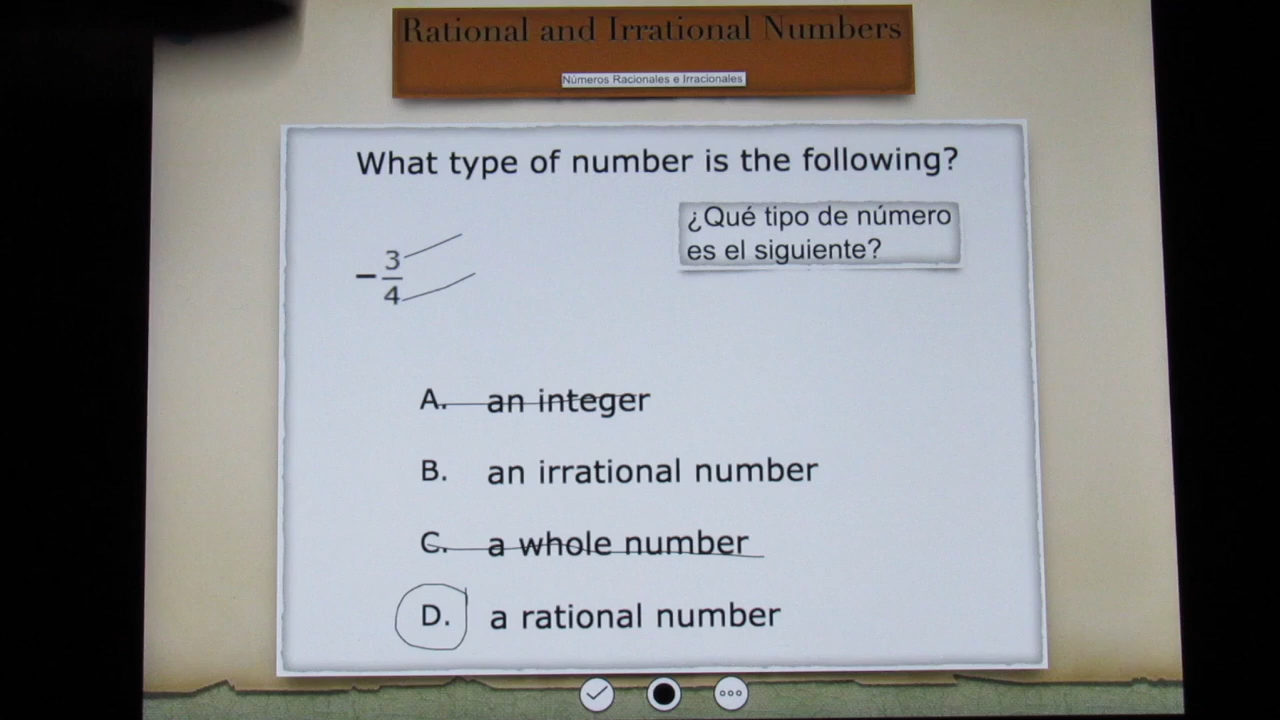 Rational and Irrational Numbers
Números Racionales e Irracionales
What type of number is the following?
¿Qué tipo de número
es el siguiente?
-3/4
A. an integer
B. an irrational number
C. a whole number
D. a rational number